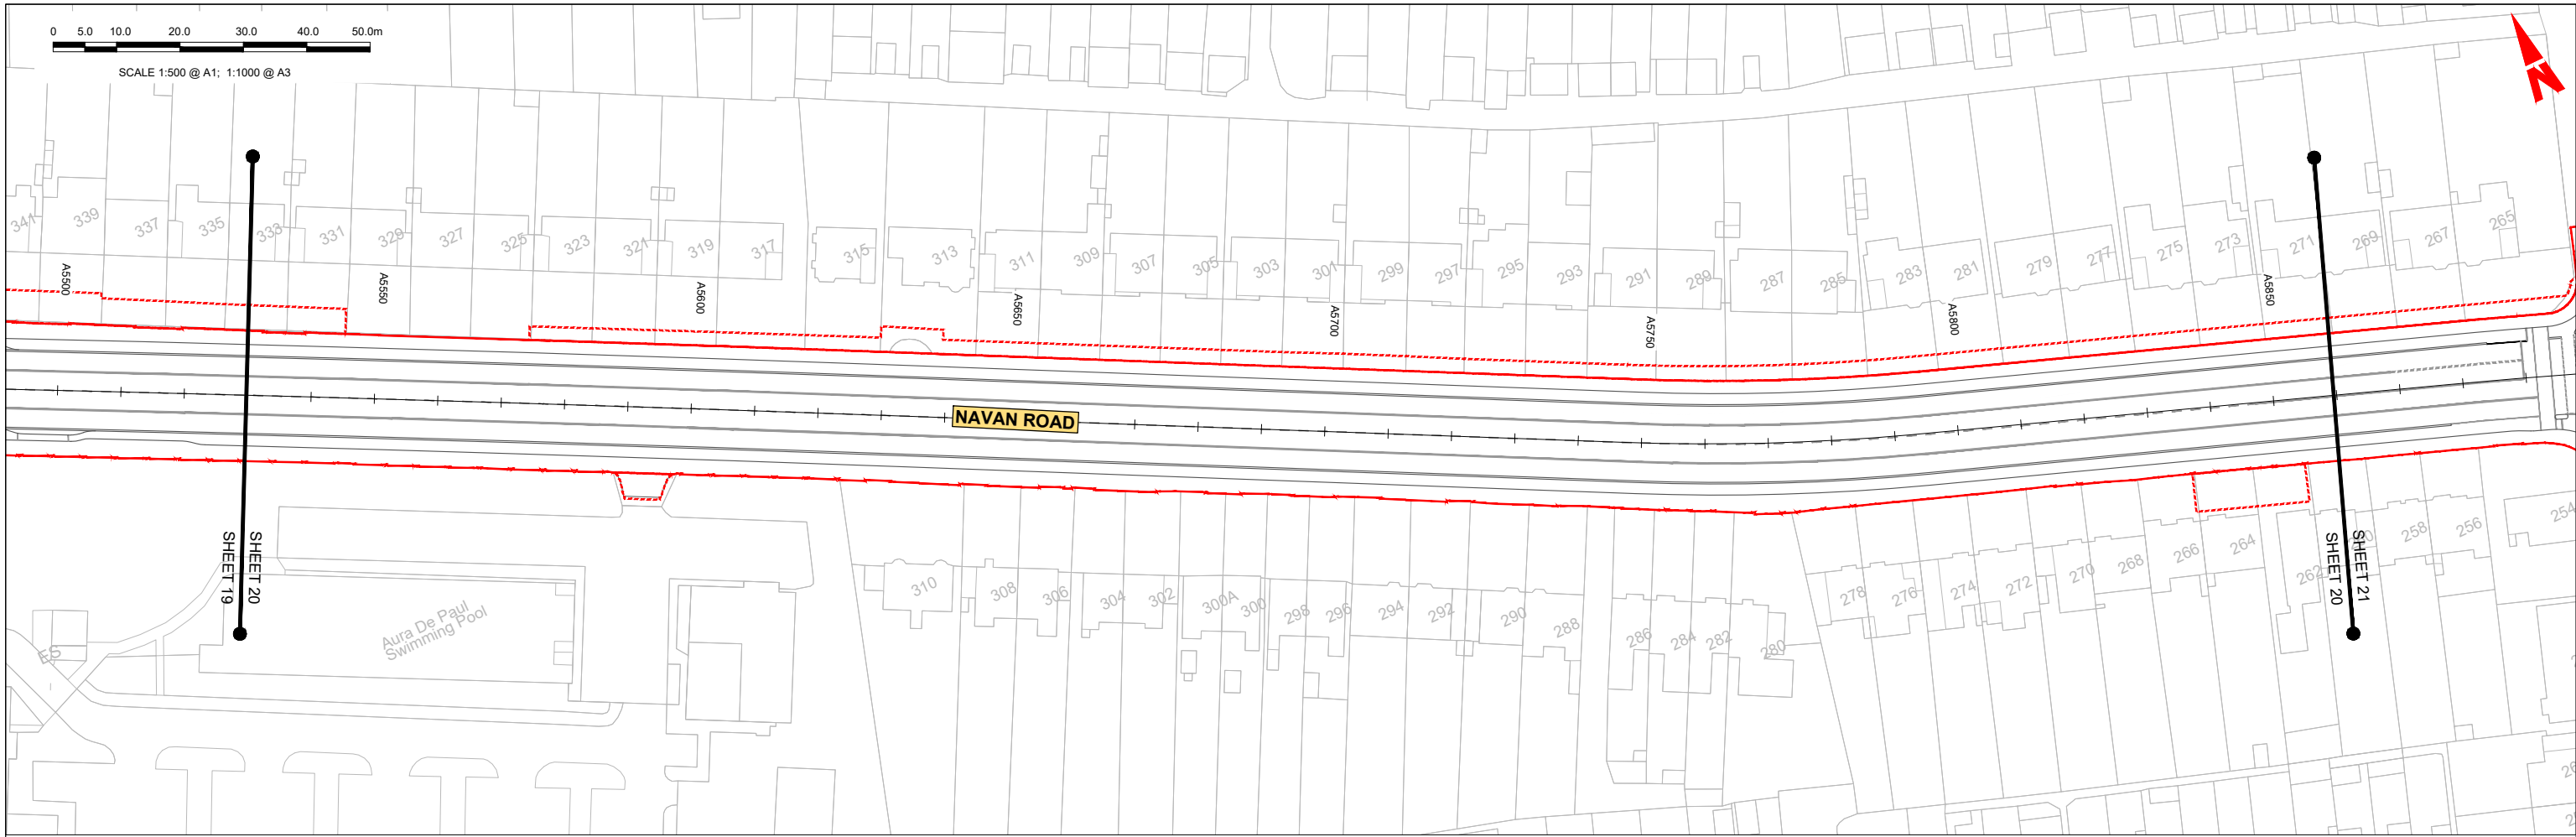 0 5.0 10.0 20.0 30.0 40.0 50.0m
SCALE 1:500 @ A1; 1:1000 @ A3
N
341 339 337 335 333 331 329 327 325 323 321 319 317 315 313 311 309 307 305 303 301 299 297 295 293 291 289 287 285 283 281 279 277 275 273 271 269 267 265
A5500 A5550 A5600 A5650 A5700 A5750 A5800 A5850
NAVAN ROAD
SHEET 19
SHEET 20
SHEET 20
SHEET 21
310 308 306 304 302 300A 300 298 296 294 292 290 288 286 284 282 280 278 276 274 272 270 268 266 264 262 258 256 254
Aura De Paul
Swimming Pool
ES